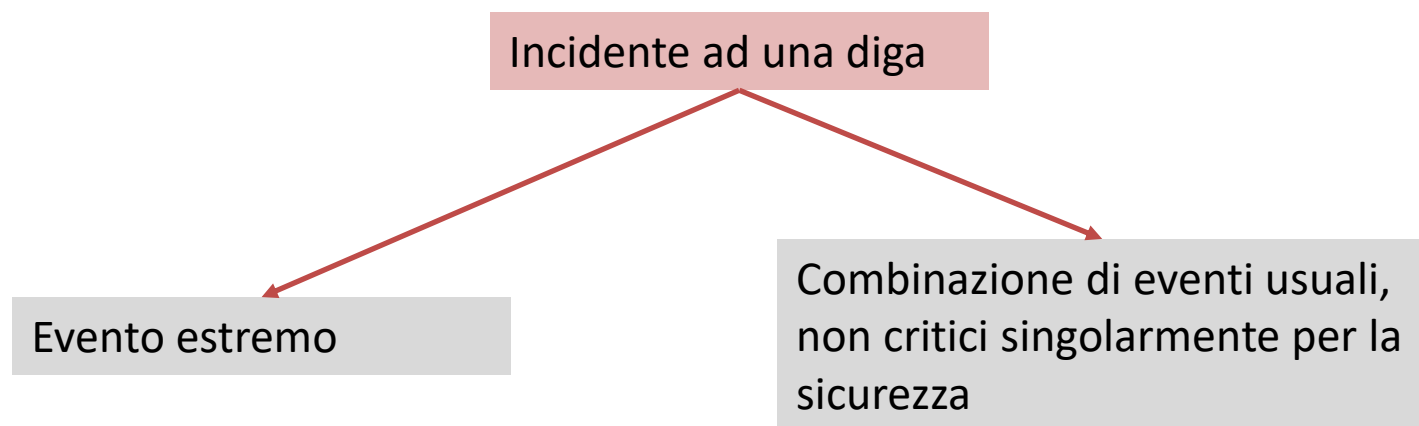 Incidente ad una diga
Evento estremo
Combinazione di eventi usuali,
non critici singolarmente per la
sicurezza